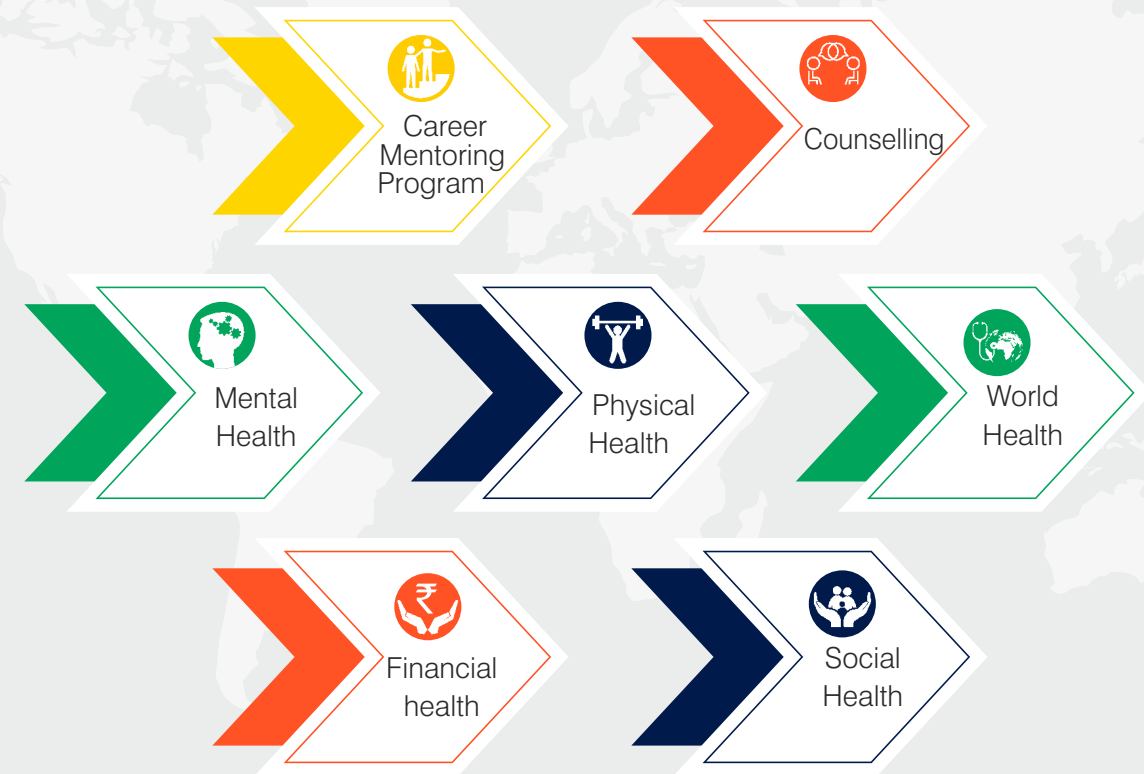 Career
Mentoring
Program
Counselling
Mental
Health
Physical
Health
World
Health
₹
Financial
health
Social
Health